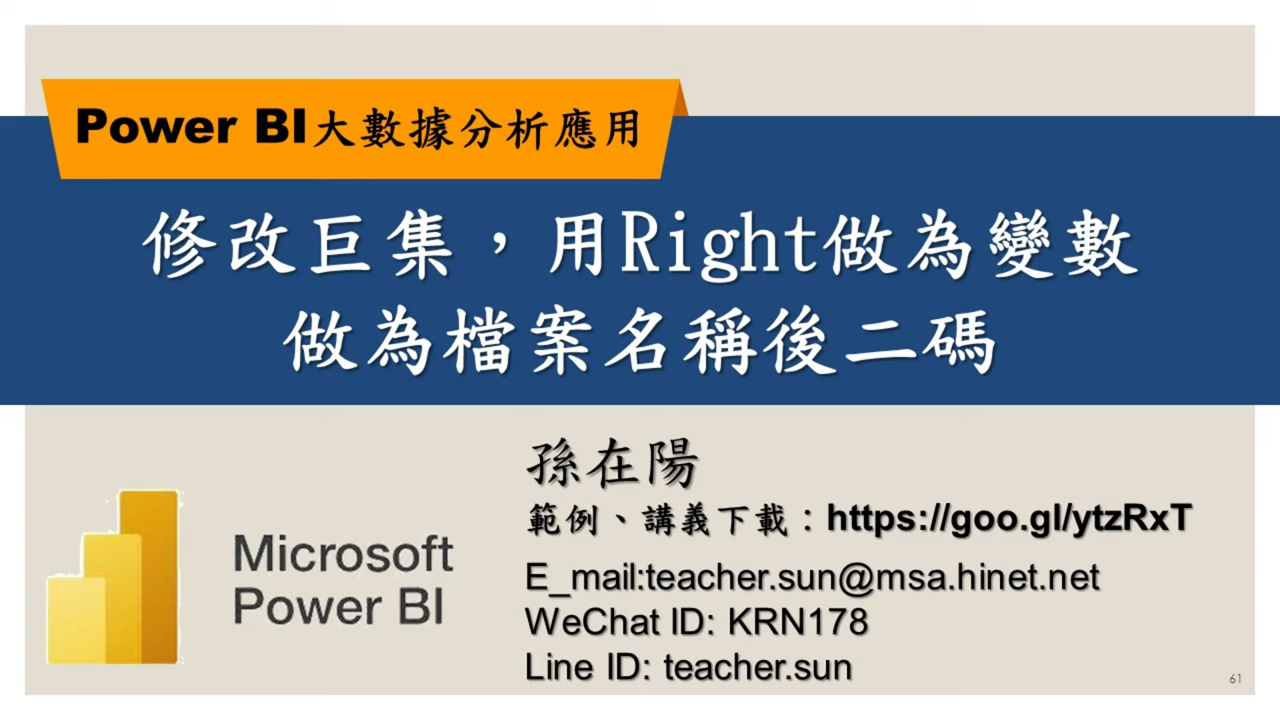 Power BI大數據分析應用
修改巨集，用Right做為變數
做為檔案名稱後二碼
孫在陽
範例、講義下載：https://goo.gl/ytzRxT
E_mail:teacher.sun@msa.hinet.net
WeChat ID: KRN178
Line ID: teacher.sun
Microsoft
Power BI
61